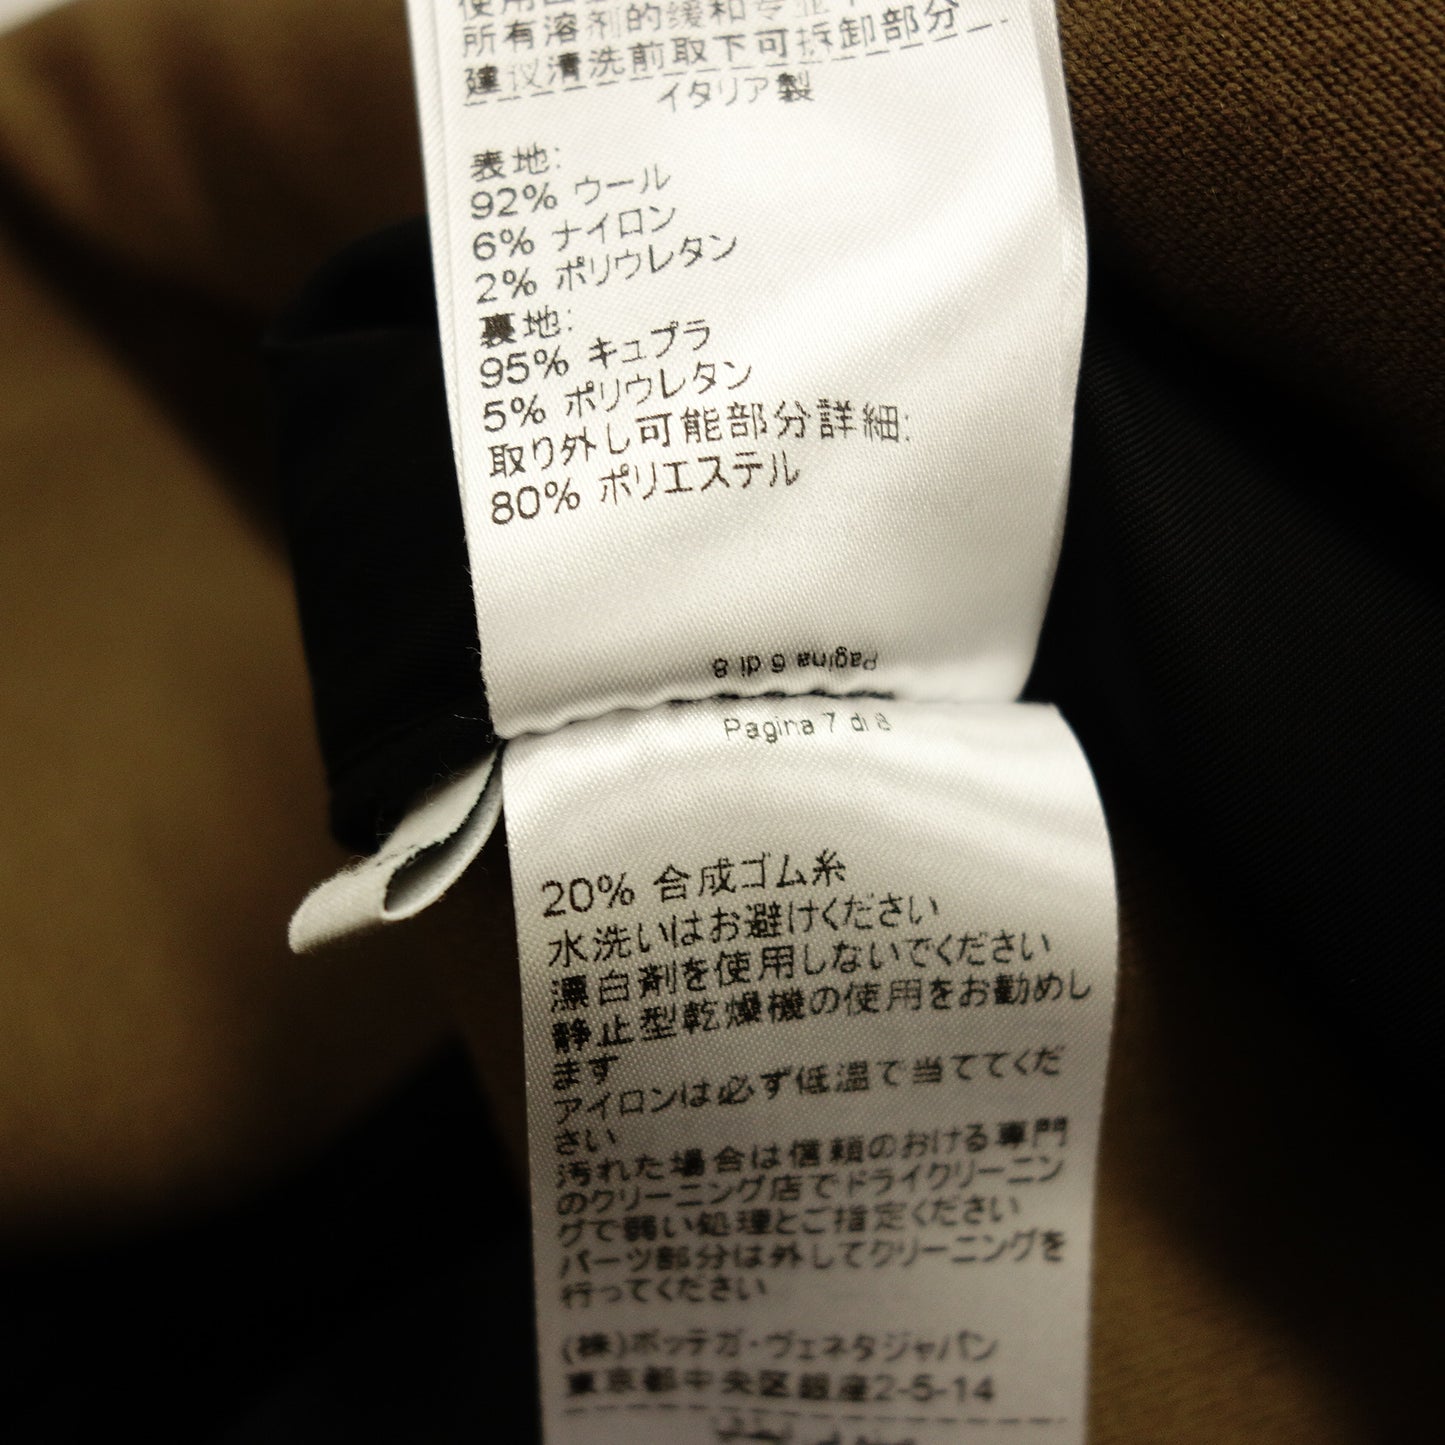 所有溶剂的缓和专业干
建议清洗前取下可拆卸部分
イタリア製
表地:
92% ウール
6% ナイロン
2% ポリウレタン
裏地:
95% キュプラ
5% ポリウレタン
取り外し可能部分詳細:
80% ポリエステル
Pagina 6 di 8
Pagina 7 di 8
20% 合成ゴム糸
水洗いはお避けください
漂白剤を使用しないでください
静止型乾燥機の使用をお勧めし
ます
アイロンは必ず低温で当ててくだ
さい
汚れた場合は信頼のおける専門
のクリーニング店でドライクリーニン
グで弱い処理とご指定ください
パーツ部分は外してクリーニングを
行ってください
(株)ボッテガ・ヴェネタジャパン
東京都中央区銀座2-5-14